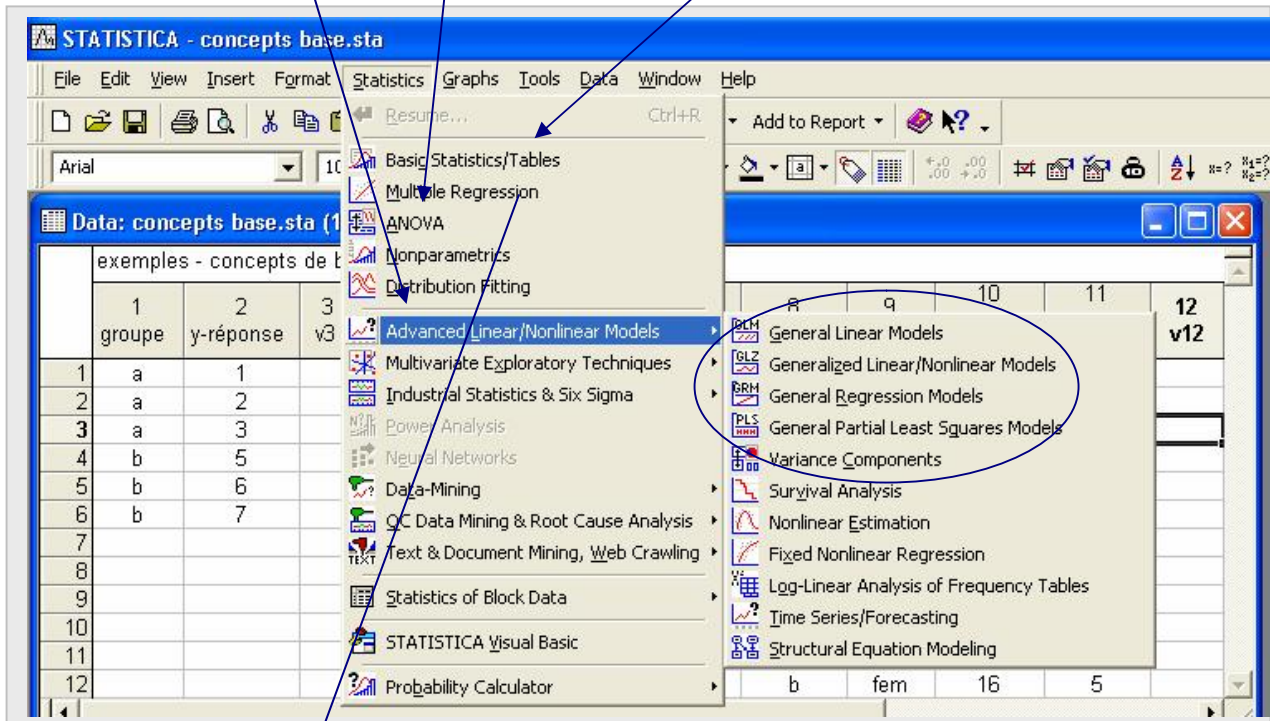 STATISTICA - concepts base.sta
File Edit View Insert Format Statistics Graphs Tools Data Window Help
Resume... Ctrl+R
Add to Report
Arial 10
Basic Statistics/Tables
Multiple Regression
ANOVA
Nonparametrics
Distribution Fitting
Data: concepts base.sta (1
exemples - concepts de b
1 2 3 8 9 10 11 12
groupe y-réponse v3 v12
Advanced Linear/Nonlinear Models
Multivariate Exploratory Techniques
Industrial Statistics & Six Sigma
Power Analysis
Neural Networks
Data-Mining
QC Data Mining & Root Cause Analysis
Text & Document Mining, Web Crawling
Statistics of Block Data
STATISTICA Visual Basic
Probability Calculator
GLM General Linear Models
GLZ Generalized Linear/Nonlinear Models
GRM General Regression Models
PLS General Partial Least Squares Models
Variance Components
Survival Analysis
Nonlinear Estimation
Fixed Nonlinear Regression
Log-Linear Analysis of Frequency Tables
Time Series/Forecasting
Structural Equation Modeling
1 a 1
2 a 2
3 a 3
4 b 5
5 b 6
6 b 7
7
8
9
10
11
12 b fem 16 5